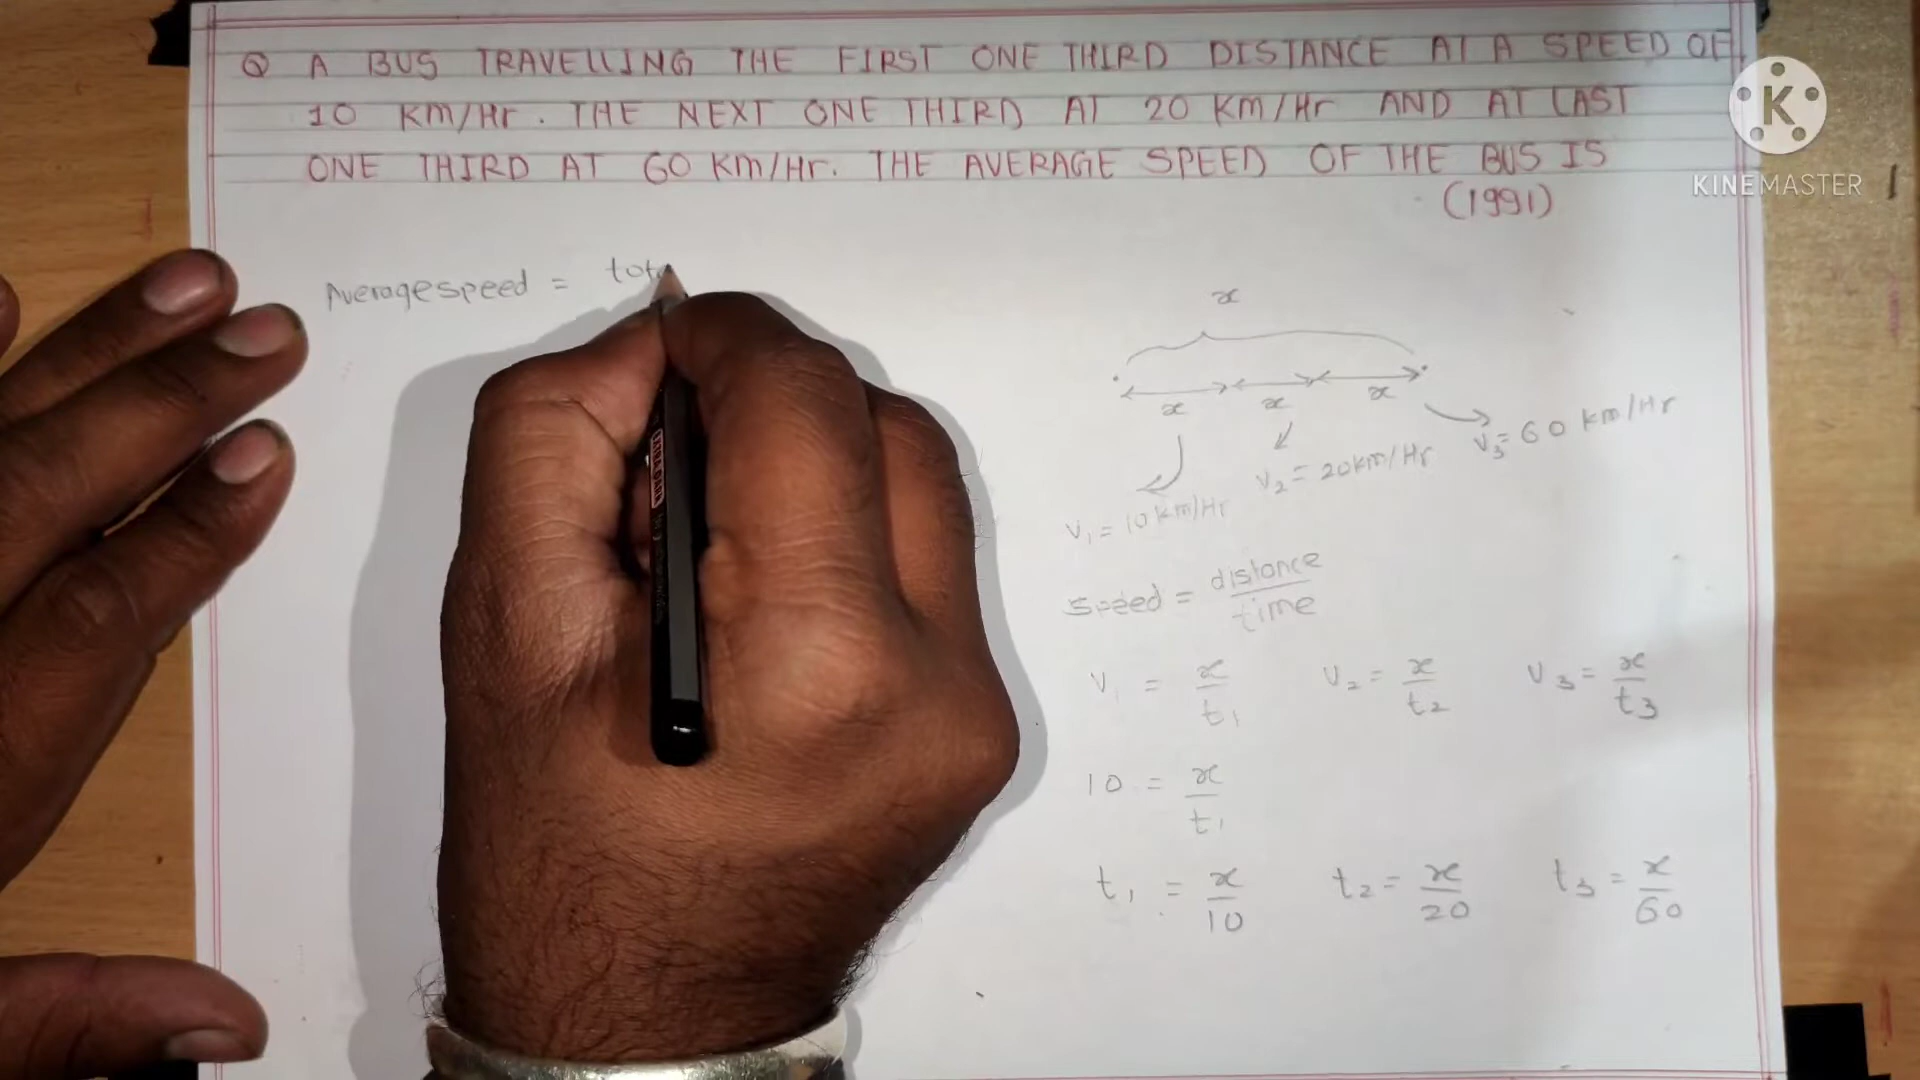 Q A BUS TRAVELLING THE FIRST ONE THIRD DISTANCE AT A SPEED OF
10 KM/Hr. THE NEXT ONE THIRD AT 20 KM/Hr AND AT LAST
ONE THIRD AT 60 KM/Hr. THE AVERAGE SPEED OF THE BUS IS
(1991)
K
KINEMASTER
Average speed = tota
x
x x x
V₁ = 10 km/Hr
V₂ = 20km/Hr
V₃ = 60 km/Hr
speed = distance
time
V₁ = x/t₁ V₂ = x/t₂ V₃ = x/t₃
10 = x/t₁
t₁ = x/10 t₂ = x/20 t₃ = x/60